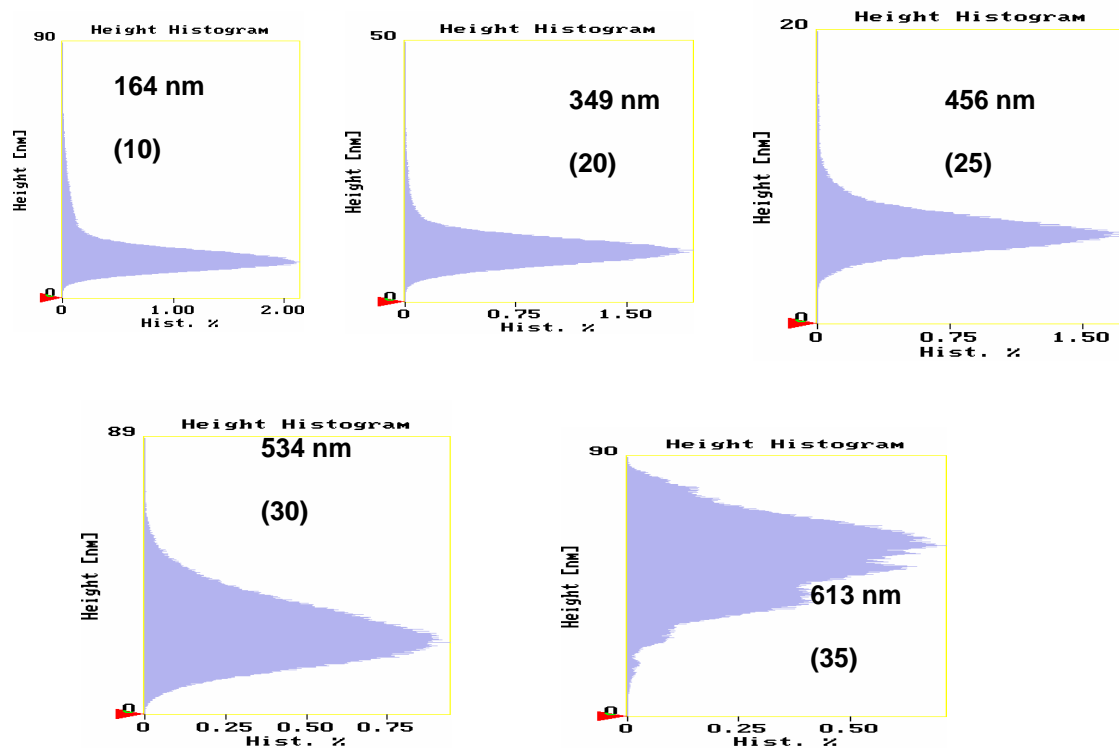 Height Histogram
90
164 nm
(10)
Height [nm]
0
0 1.00 2.00
Hist. %
Height Histogram
50
349 nm
(20)
Height [nm]
0
0 0.75 1.50
Hist. %
Height Histogram
20
456 nm
(25)
Height [nm]
0
0 0.75 1.50
Hist. %
Height Histogram
89
534 nm
(30)
Height [nm]
0
0 0.25 0.50 0.75
Hist. %
Height Histogram
90
613 nm
(35)
Height [nm]
0
0 0.25 0.50
Hist. %